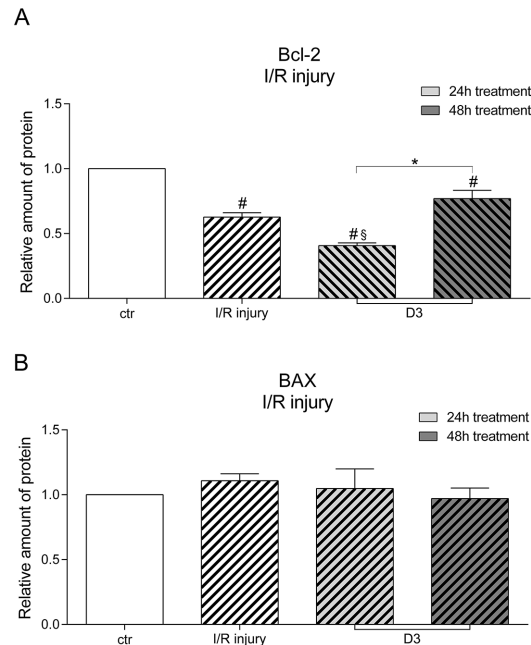 A
Bcl-2
I/R injury
24h treatment
48h treatment
Relative amount of protein
1.5
1.0
0.5
0.0
#
#§
*
#
ctr
I/R injury
D3
B
BAX
I/R injury
24h treatment
48h treatment
Relative amount of protein
1.5
1.0
0.5
0.0
ctr
I/R injury
D3